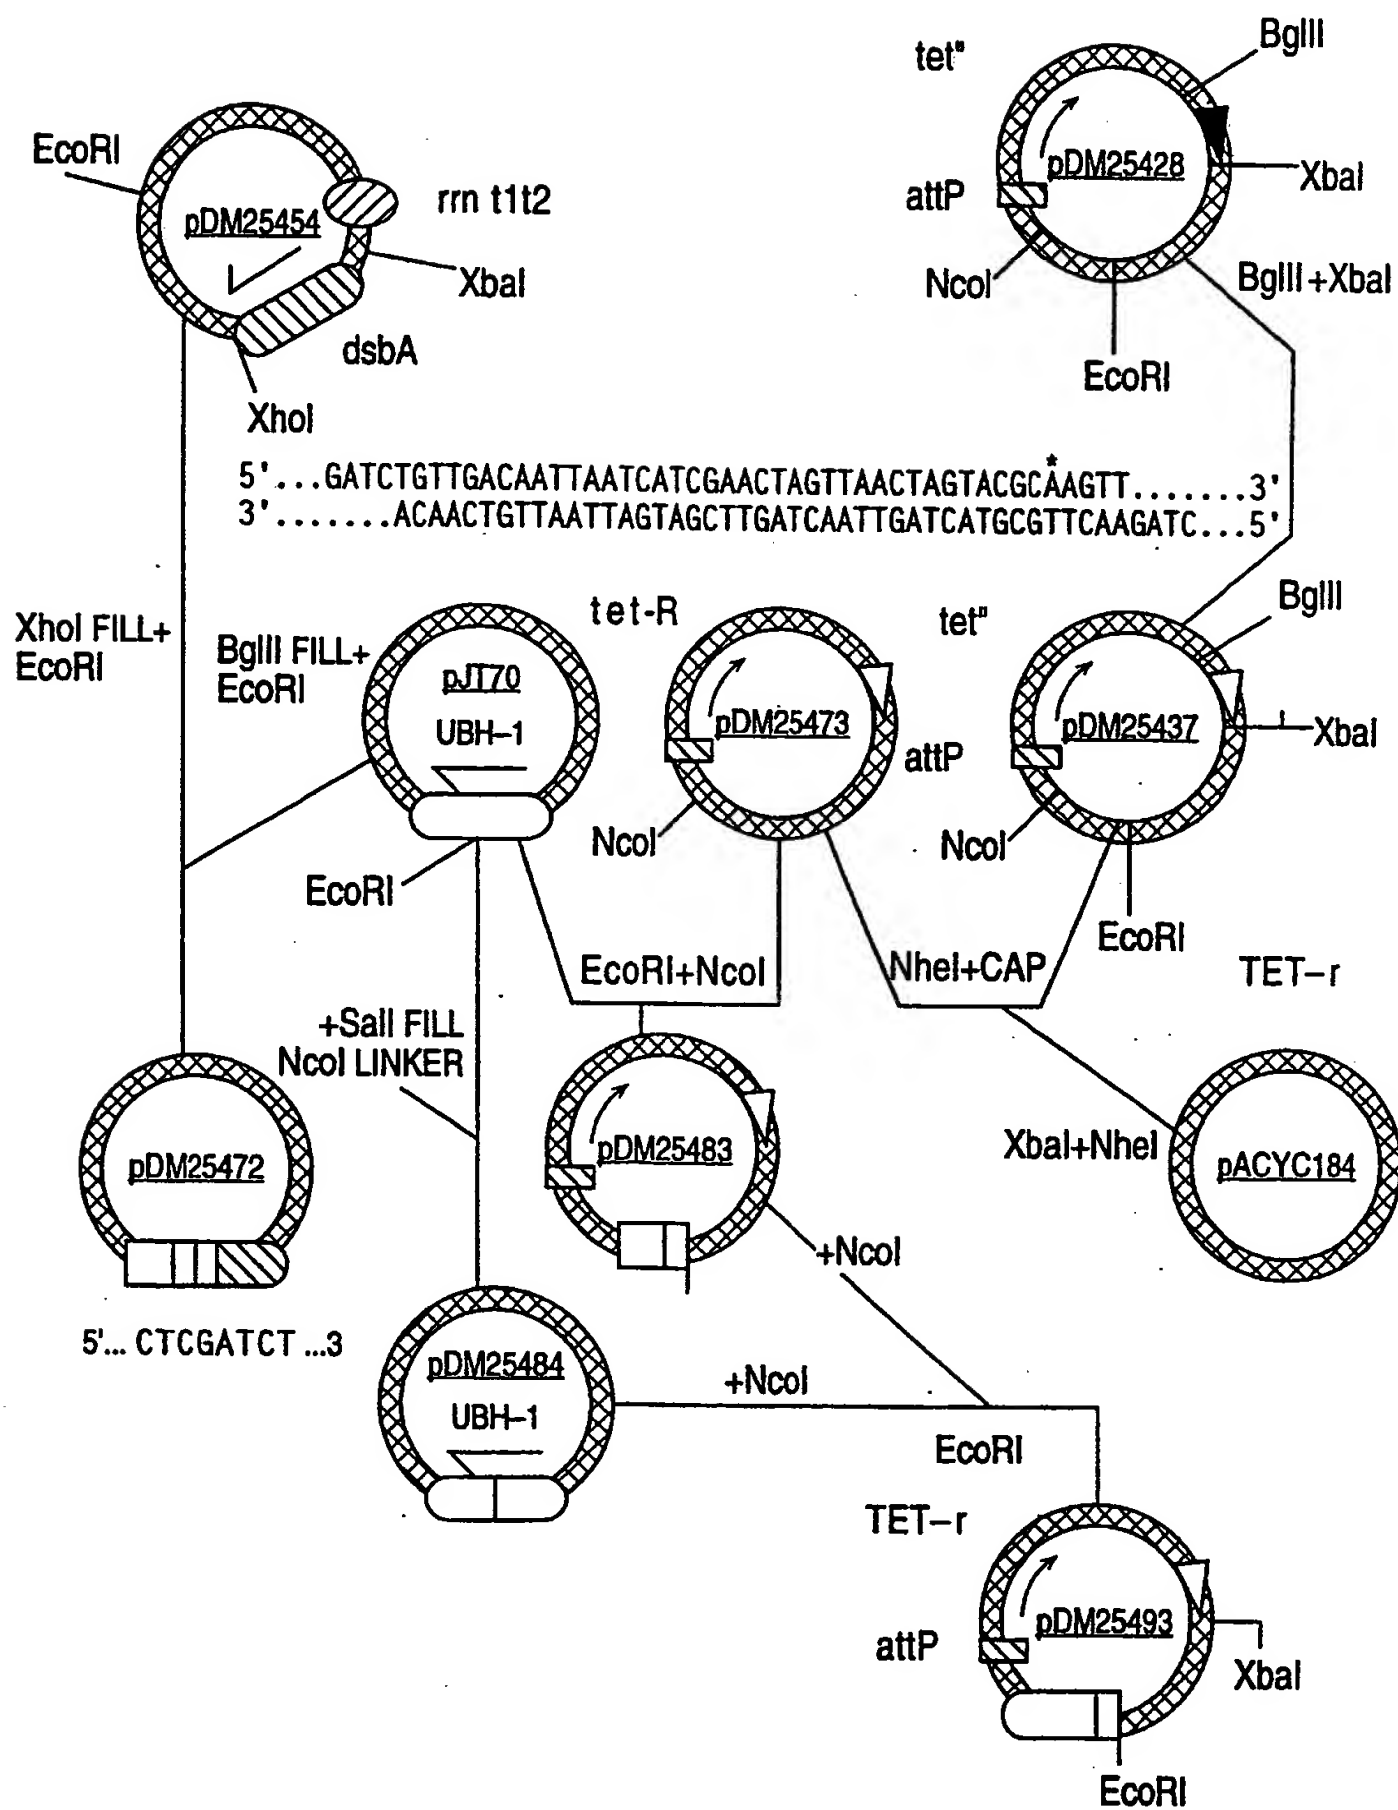 tet"
BglII
EcoRI
pDM25454
rrn t1t2
XbaI
dsbA
XhoI
pDM25428
attP
XbaI
NcoI
BglII+XbaI
EcoRI
5'...GATCTGTTGACAATTAATCATCGAACTAGTTAACTAGTACGCAAGTT.......3'
*
3'.......ACAACTGTTAATTAGTAGCTTGATCAATTGATCATGCGTTCAAGATC...5'
XhoI FILL+
EcoRI
BglII FILL+
EcoRI
pJT70
UBH-1
tet-R
pDM25473
tet"
BglII
attP
pDM25437
XbaI
NcoI
NcoI
EcoRI
EcoRI
EcoRI+NcoI
NheI+CAP
TET-r
+SalI FILL
NcoI LINKER
pDM25472
pDM25483
XbaI+NheI
pACYC184
+NcoI
5'... CTCGATCT ...3
pDM25484
UBH-1
+NcoI
EcoRI
TET-r
attP
pDM25493
XbaI
EcoRI